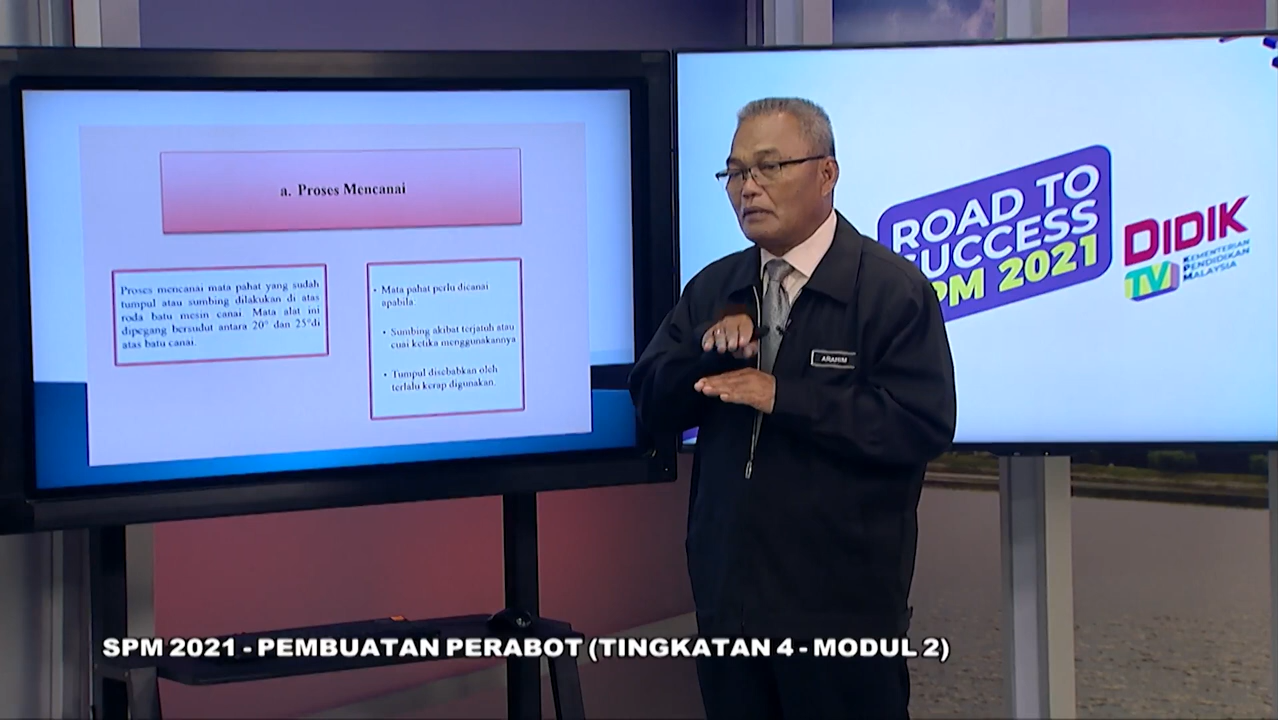 a. Proses Mencanai
Proses mencanai mata pahat yang sudah
tumpul atau sumbing dilakukan di atas
roda batu mesin canai. Mata alat ini
dipegang bersudut antara 20° dan 25°di
atas batu canai.
• Mata pahat perlu dicanai
apabila:
• Sumbing akibat terjatuh atau
cuai ketika menggunakannya
• Tumpul disebabkan oleh
terlalu kerap digunakan.
ROAD TO
SUCCESS
SPM 2021
DIDIK
TV
KEMENTERIAN
PENDIDIKAN
MALAYSIA
ARAHIM
SPM 2021 - PEMBUATAN PERABOT (TINGKATAN 4 - MODUL 2)